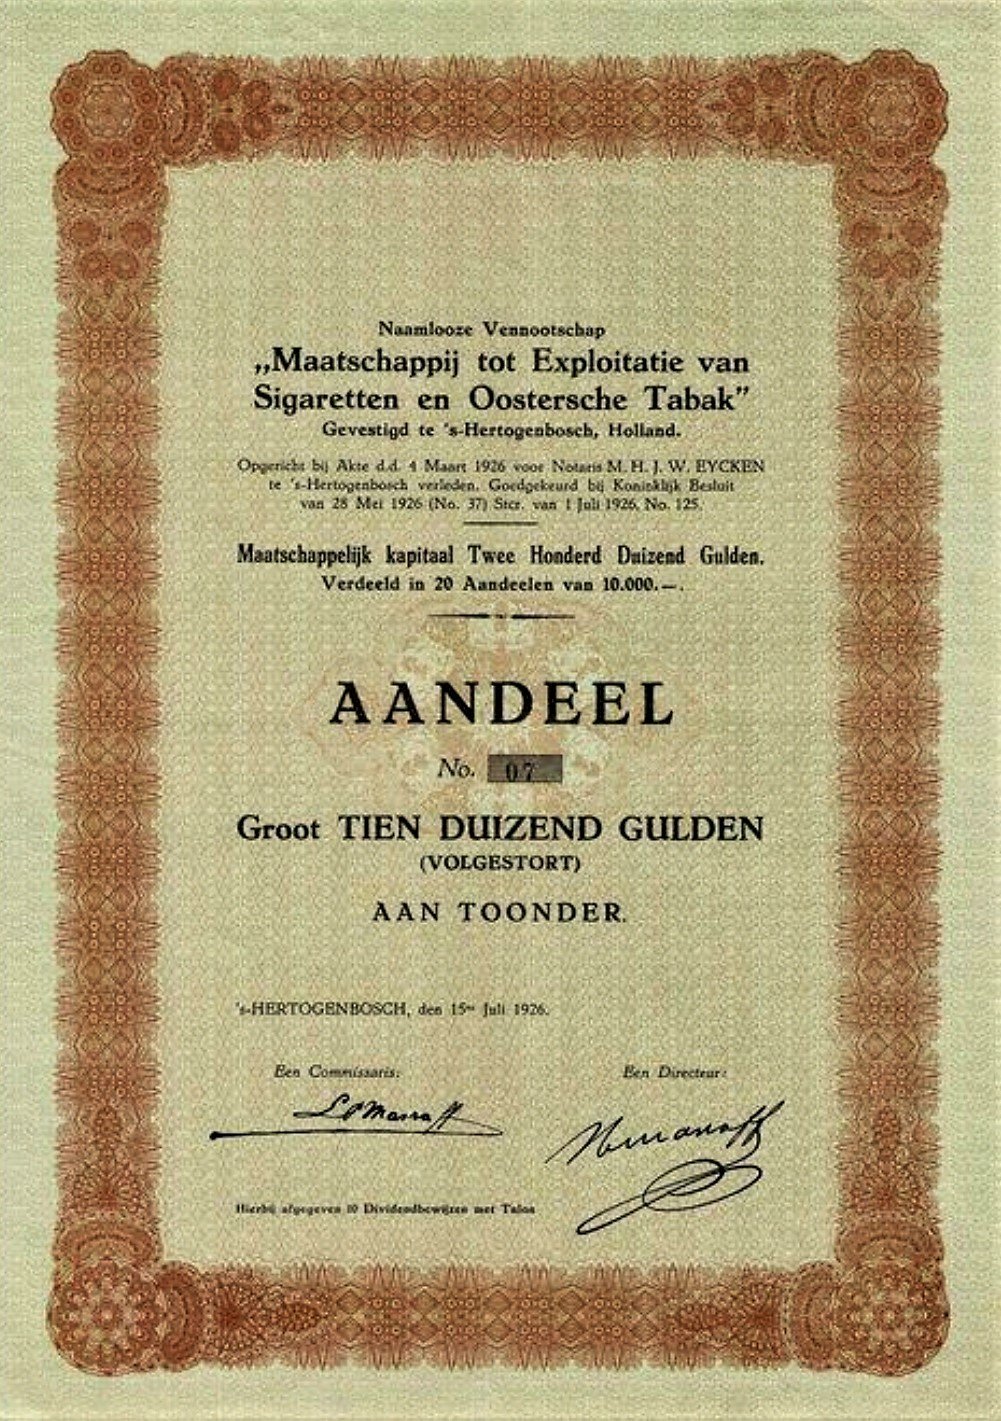 Naamlooze Vennootschap
„Maatschappij tot Exploitatie van
Sigaretten en Oostersche Tabak”
Gevestigd te 's-Hertogenbosch, Holland.
Opgericht bij Akte d.d. 4 Maart 1926 voor Notaris M. H. J. W. EYCKEN
te 's-Hertogenbosch verleden. Goedgekeurd bij Koninklijk Besluit
van 28 Mei 1926 (No. 37) Stcr. van 1 Juli 1926, No. 125.
Maatschappelijk kapitaal Twee Honderd Duizend Gulden.
Verdeeld in 20 Aandeelen van 10.000.—.
AANDEEL
No. 07
Groot TIEN DUIZEND GULDEN
(VOLGESTORT)
AAN TOONDER.
's-HERTOGENBOSCH, den 15en Juli 1926.
Een Commissaris: Een Directeur:
Hierbij afgegeven 10 Dividendbewijzen met Talon